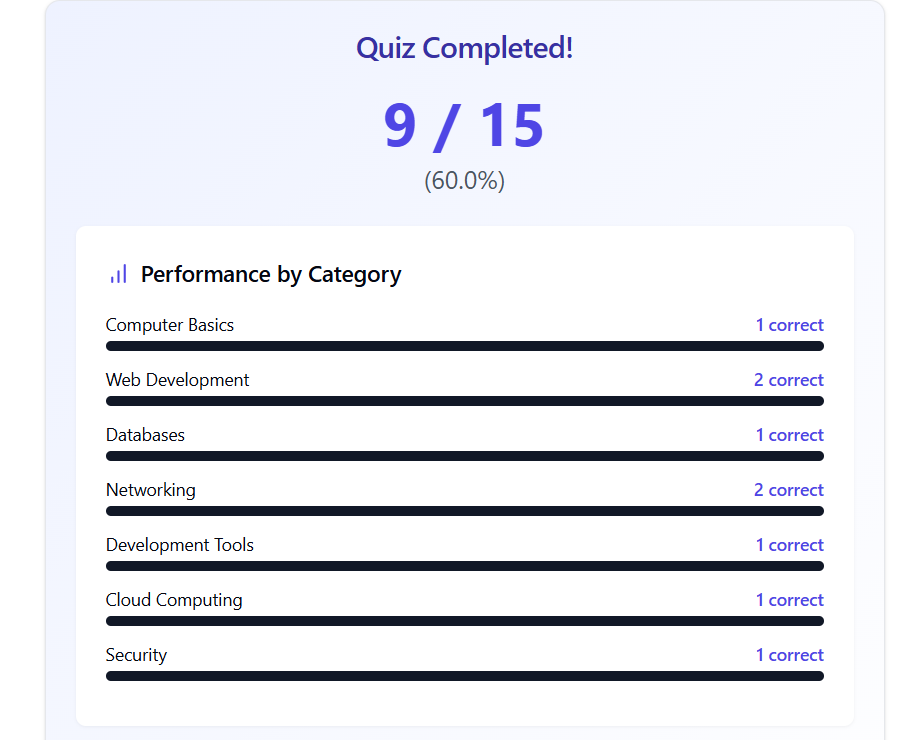 Quiz Completed!
9 / 15
(60.0%)
Performance by Category
Computer Basics 1 correct
Web Development 2 correct
Databases 1 correct
Networking 2 correct
Development Tools 1 correct
Cloud Computing 1 correct
Security 1 correct